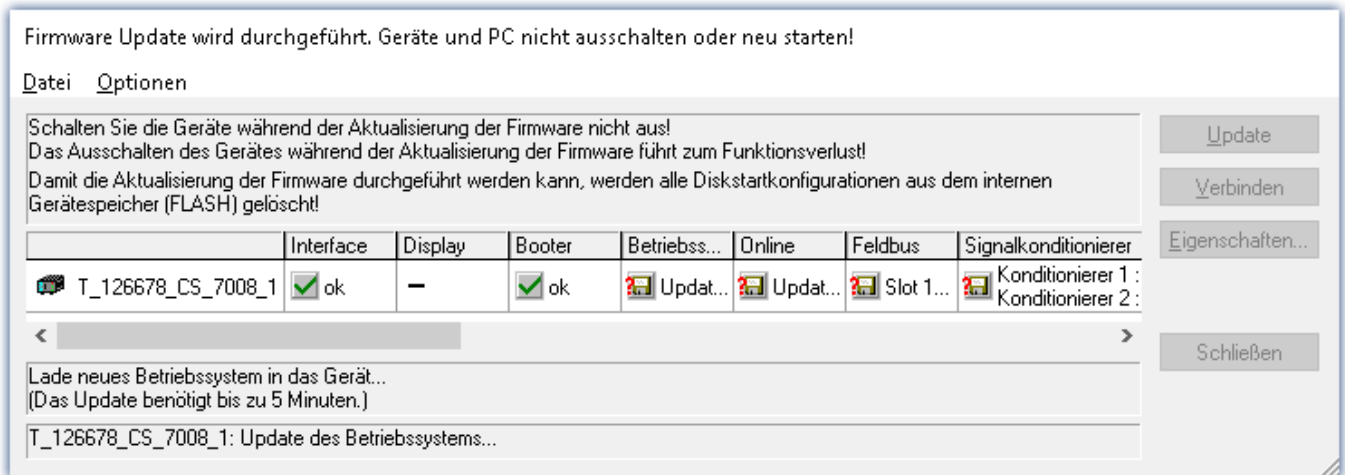 Firmware Update wird durchgeführt. Geräte und PC nicht ausschalten oder neu starten!
Datei Optionen
Schalten Sie die Geräte während der Aktualisierung der Firmware nicht aus!
Das Ausschalten des Gerätes während der Aktualisierung der Firmware führt zum Funktionsverlust!
Damit die Aktualisierung der Firmware durchgeführt werden kann, werden alle Diskstartkonfigurationen aus dem internen
Gerätespeicher (FLASH) gelöscht!
Update
Verbinden
Eigenschaften...
Schließen
Interface Display Booter Betriebss... Online Feldbus Signalkonditionierer
T_126678_CS_7008_1 ok – ok Updat... Updat... Slot 1... Konditionierer 1 :
Konditionierer 2 :
Lade neues Betriebssystem in das Gerät...
(Das Update benötigt bis zu 5 Minuten.)
T_126678_CS_7008_1: Update des Betriebssystems...